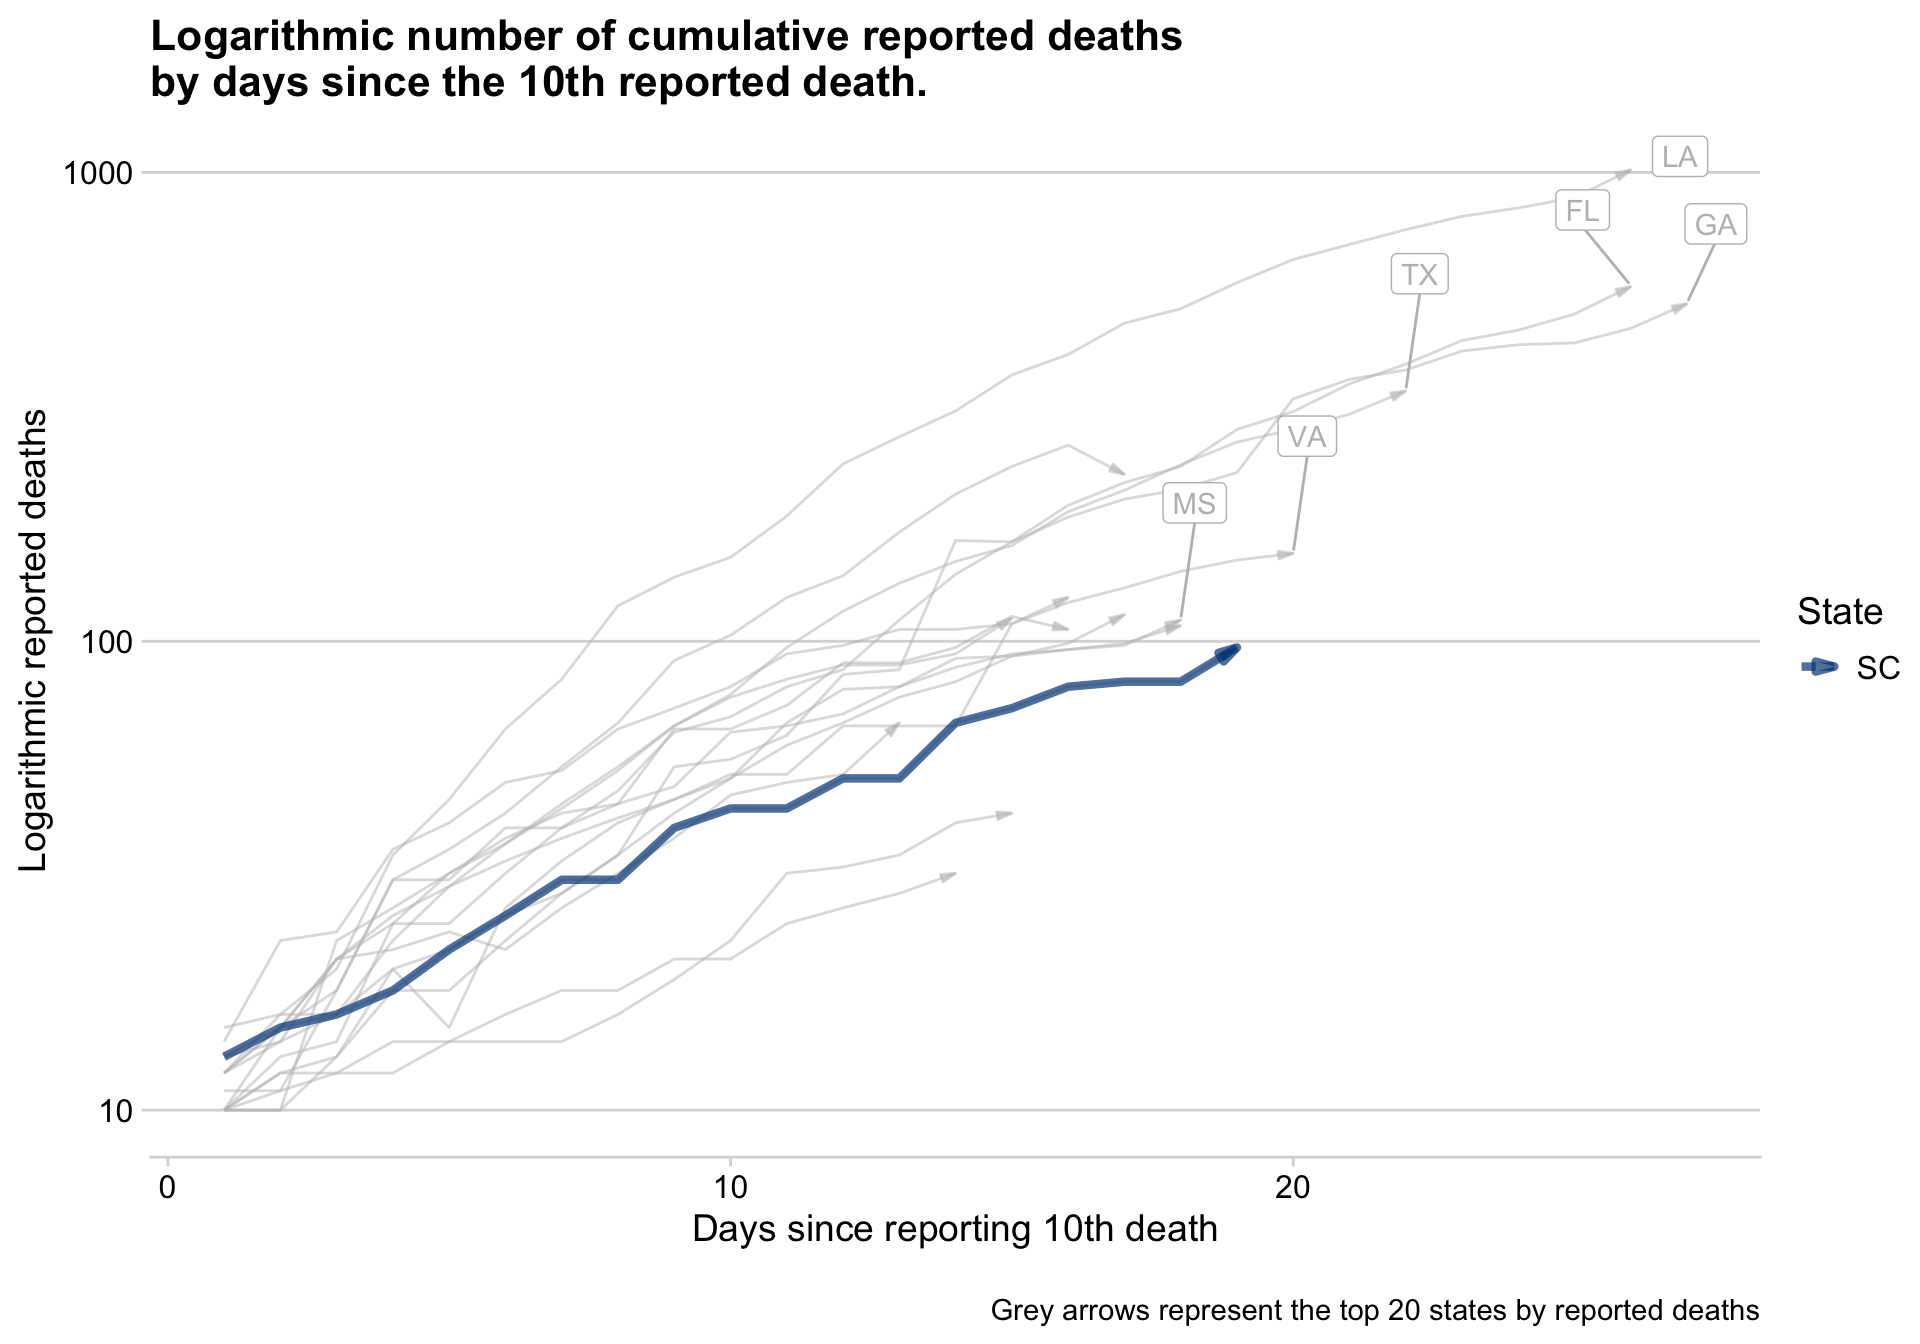 Logarithmic number of cumulative reported deaths
by days since the 10th reported death.
1000
100
10
Logarithmic reported deaths
LA
FL
GA
TX
VA
MS
State
SC
0
10
20
Days since reporting 10th death
Grey arrows represent the top 20 states by reported deaths